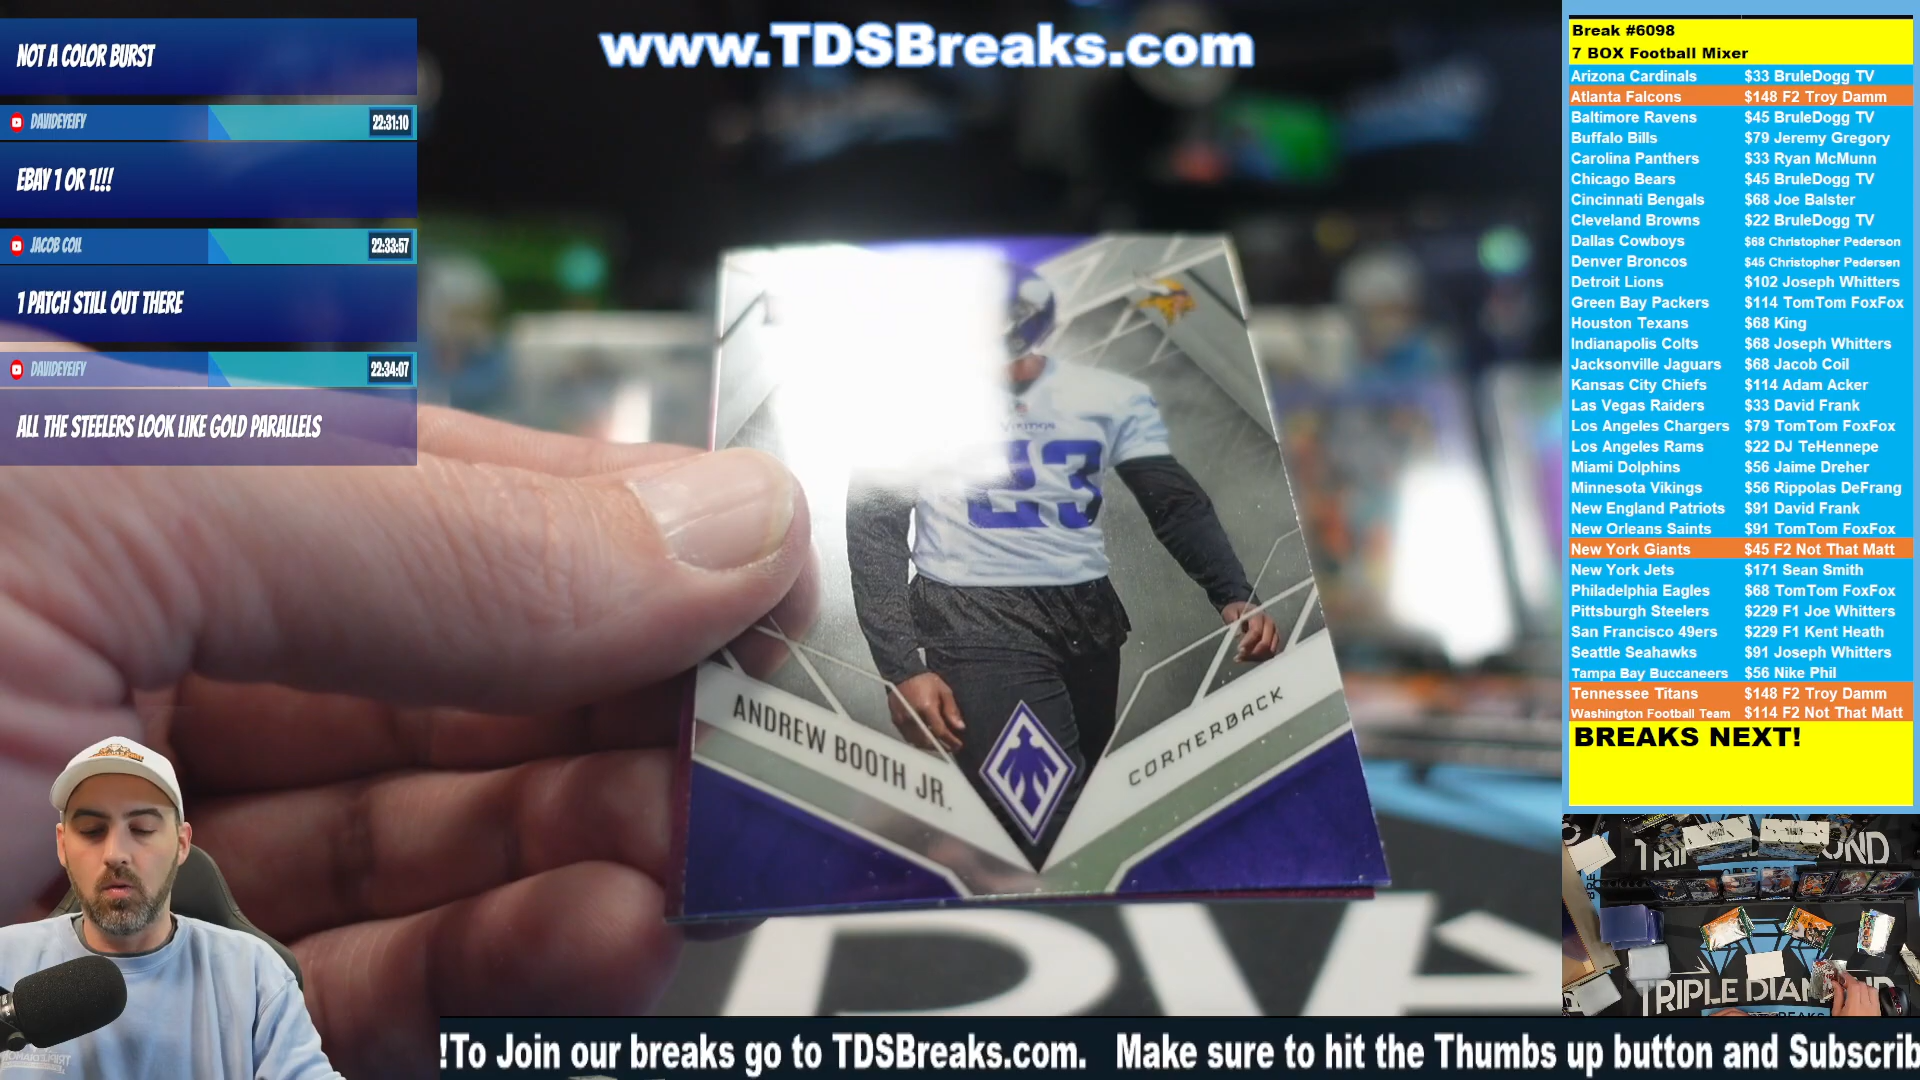 www.TDSBreaks.com
NOT A COLOR BURST
DAVIDEYEIFY
22:31:10
EBAY 1 OR 1!!!
JACOB COIL
22:33:57
1 PATCH STILL OUT THERE
DAVIDEYEIFY
22:34:07
ALL THE STEELERS LOOK LIKE GOLD PARALLELS
VIKINGS
23
ANDREW BOOTH JR.
CORNERBACK
Break #6098
7 BOX Football Mixer
Arizona Cardinals $33 BruleDogg TV
Atlanta Falcons $148 F2 Troy Damm
Baltimore Ravens $45 BruleDogg TV
Buffalo Bills $79 Jeremy Gregory
Carolina Panthers $33 Ryan McMunn
Chicago Bears $45 BruleDogg TV
Cincinnati Bengals $68 Joe Balster
Cleveland Browns $22 BruleDogg TV
Dallas Cowboys $68 Christopher Pederson
Denver Broncos $45 Christopher Pedersen
Detroit Lions $102 Joseph Whitters
Green Bay Packers $114 TomTom FoxFox
Houston Texans $68 King
Indianapolis Colts $68 Joseph Whitters
Jacksonville Jaguars $68 Jacob Coil
Kansas City Chiefs $114 Adam Acker
Las Vegas Raiders $33 David Frank
Los Angeles Chargers $79 TomTom FoxFox
Los Angeles Rams $22 DJ TeHennepe
Miami Dolphins $56 Jaime Dreher
Minnesota Vikings $56 Rippolas DeFrang
New England Patriots $91 David Frank
New Orleans Saints $91 TomTom FoxFox
New York Giants $45 F2 Not That Matt
New York Jets $171 Sean Smith
Philadelphia Eagles $68 TomTom FoxFox
Pittsburgh Steelers $229 F1 Joe Whitters
San Francisco 49ers $229 F1 Kent Heath
Seattle Seahawks $91 Joseph Whitters
Tampa Bay Buccaneers $56 Nike Phil
Tennessee Titans $148 F2 Troy Damm
Washington Football Team $114 F2 Not That Matt
BREAKS NEXT!
TRIPLE DIAMOND
!To Join our breaks go to TDSBreaks.com. Make sure to hit the Thumbs up button and Subscrib